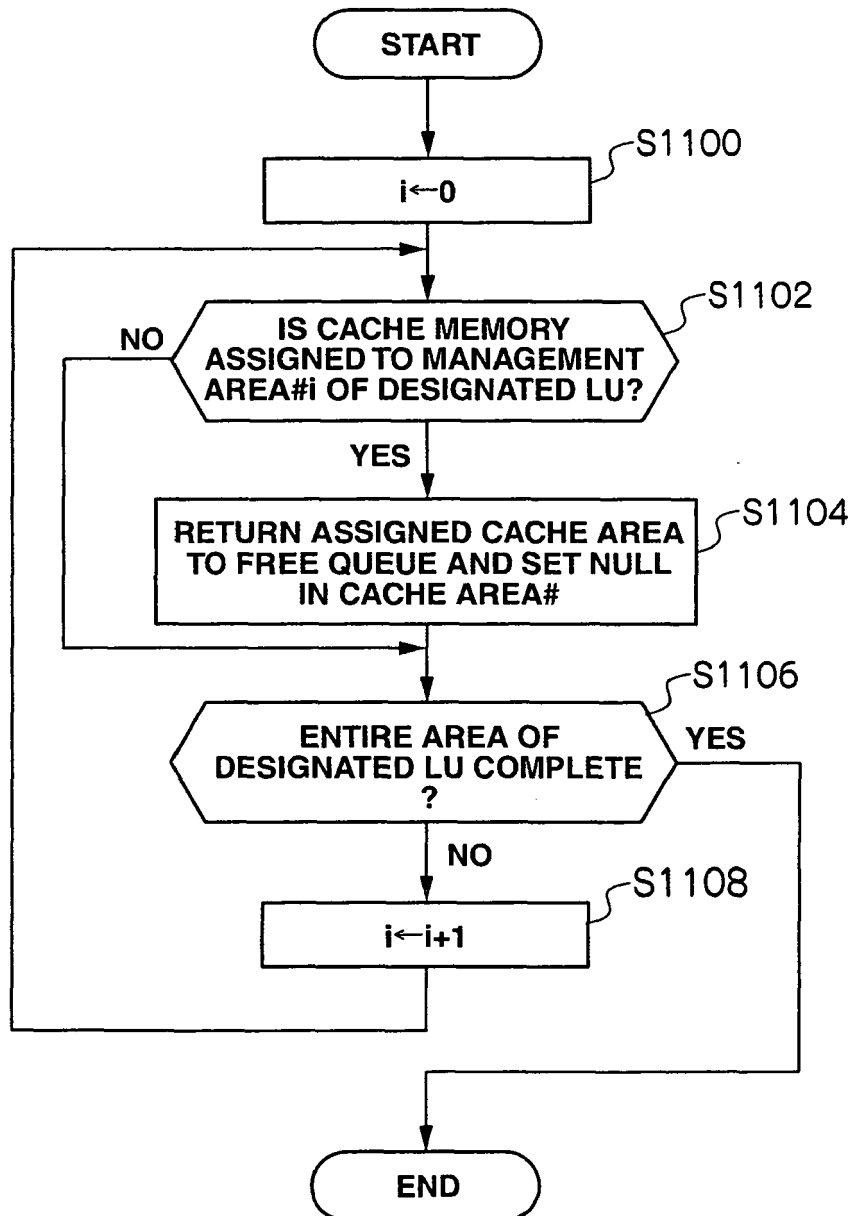 START
S1100
i←0
S1102
NO
IS CACHE MEMORY
ASSIGNED TO MANAGEMENT
AREA#i OF DESIGNATED LU?
YES
S1104
RETURN ASSIGNED CACHE AREA
TO FREE QUEUE AND SET NULL
IN CACHE AREA#
S1106
ENTIRE AREA OF
DESIGNATED LU COMPLETE
?
YES
NO
S1108
i←i+1
END